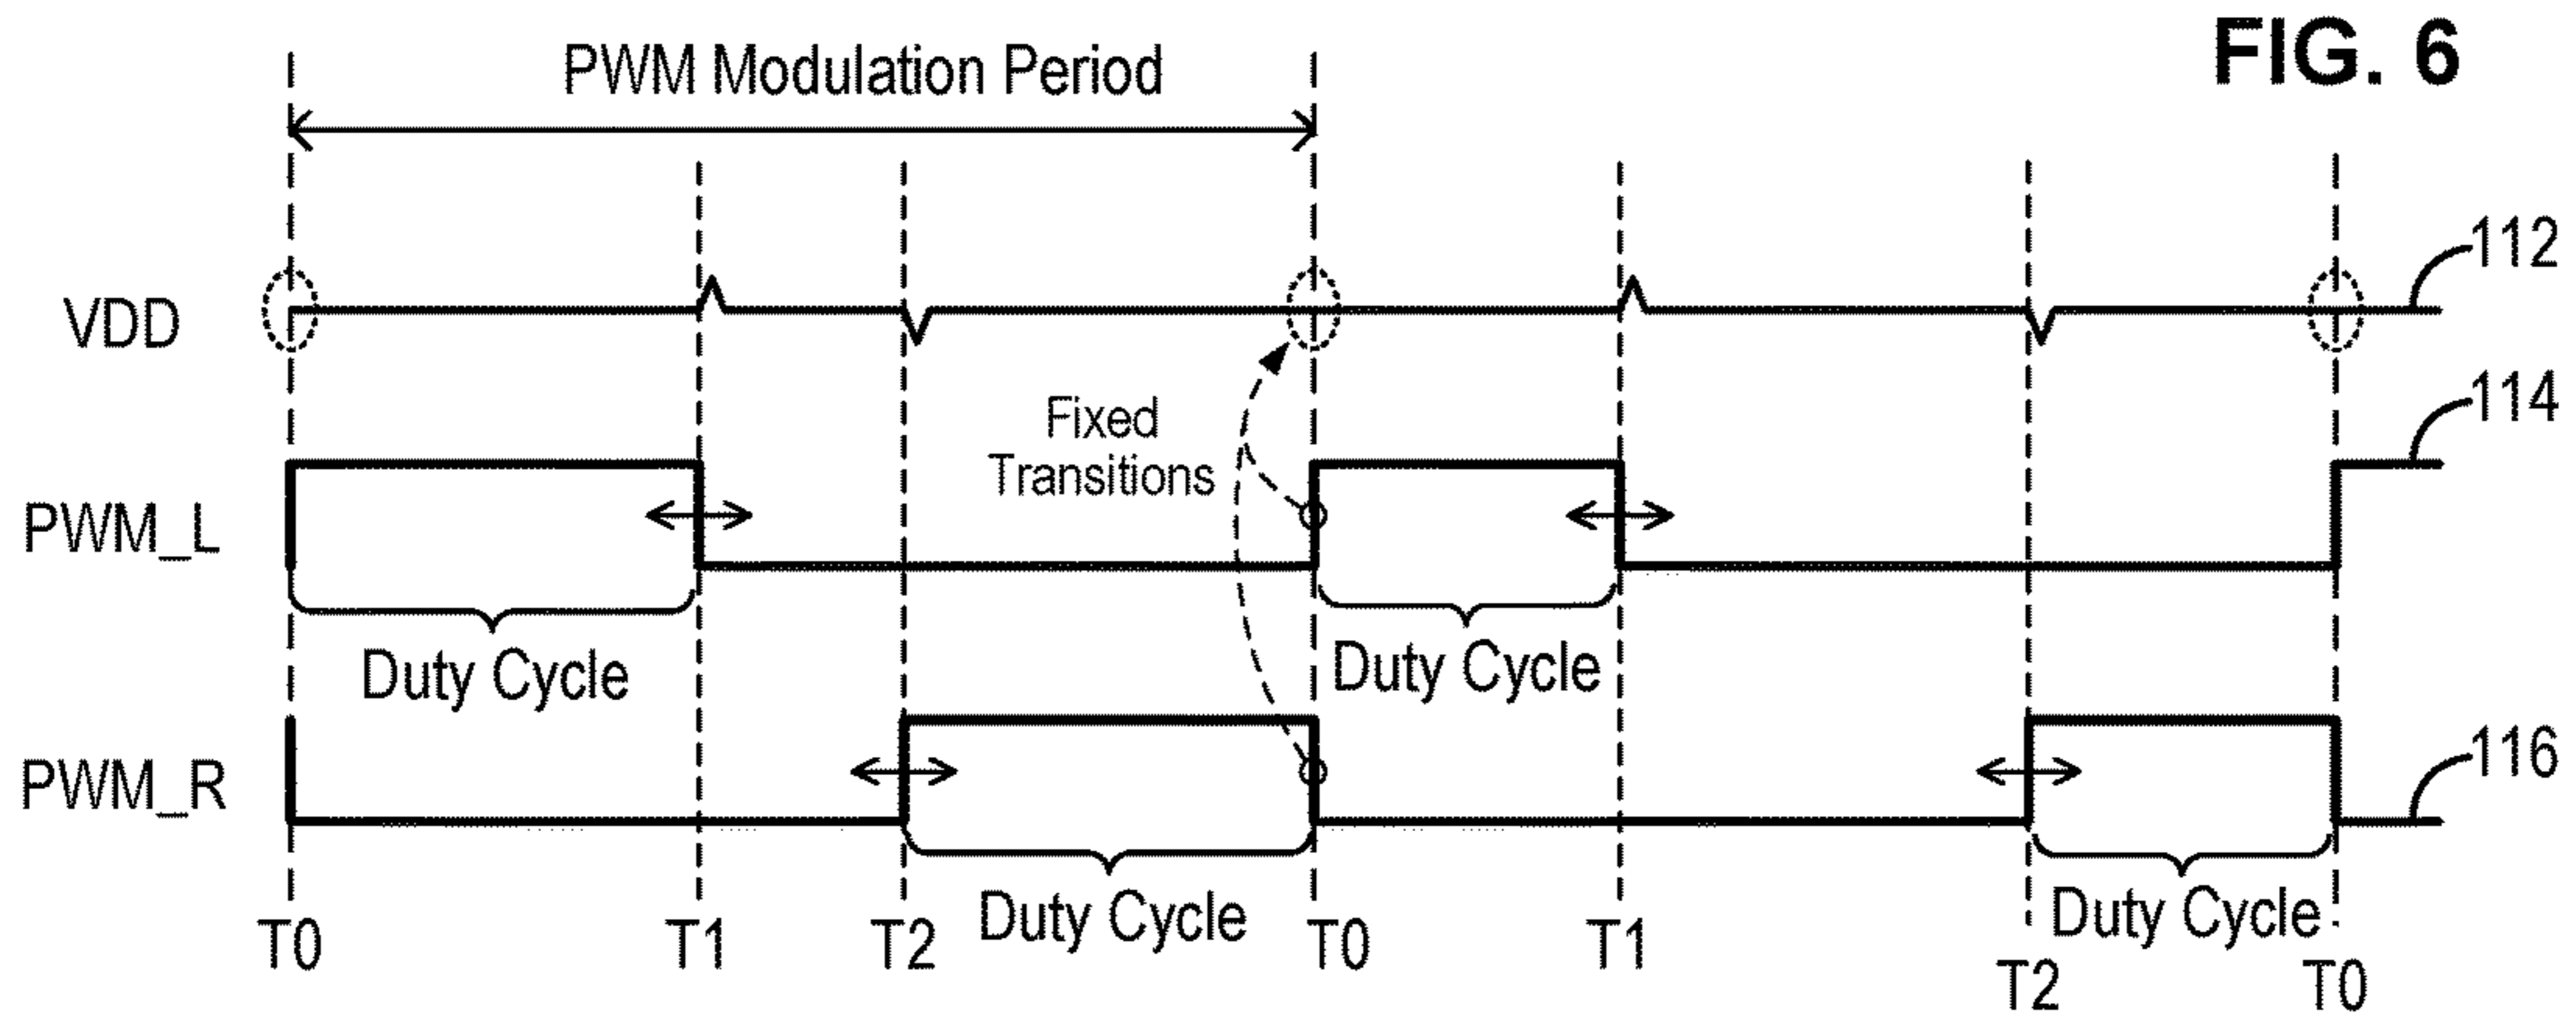 FIG. 6
PWM Modulation Period
VDD
112
Fixed
Transitions
114
PWM_L
Duty Cycle
Duty Cycle
PWM_R
116
Duty Cycle
Duty Cycle
T0
T1
T2
T0
T1
T2
T0